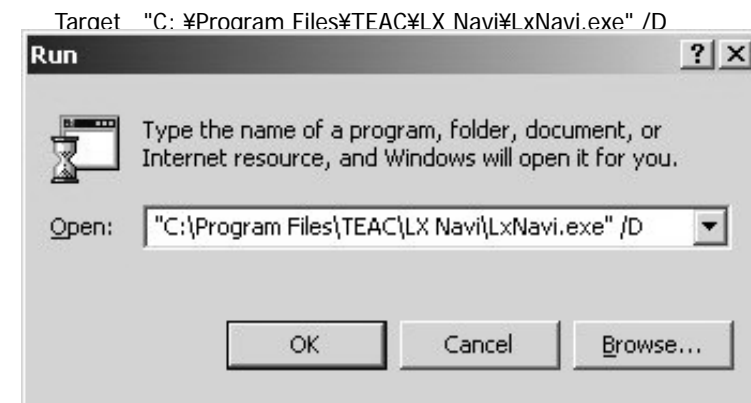 Target "C: ¥Program Files¥TEAC¥LX Navi¥LxNavi.exe" /D
Run
Type the name of a program, folder, document, or
Internet resource, and Windows will open it for you.
Open: "C:\Program Files\TEAC\LX Navi\LxNavi.exe" /D
OK Cancel Browse...